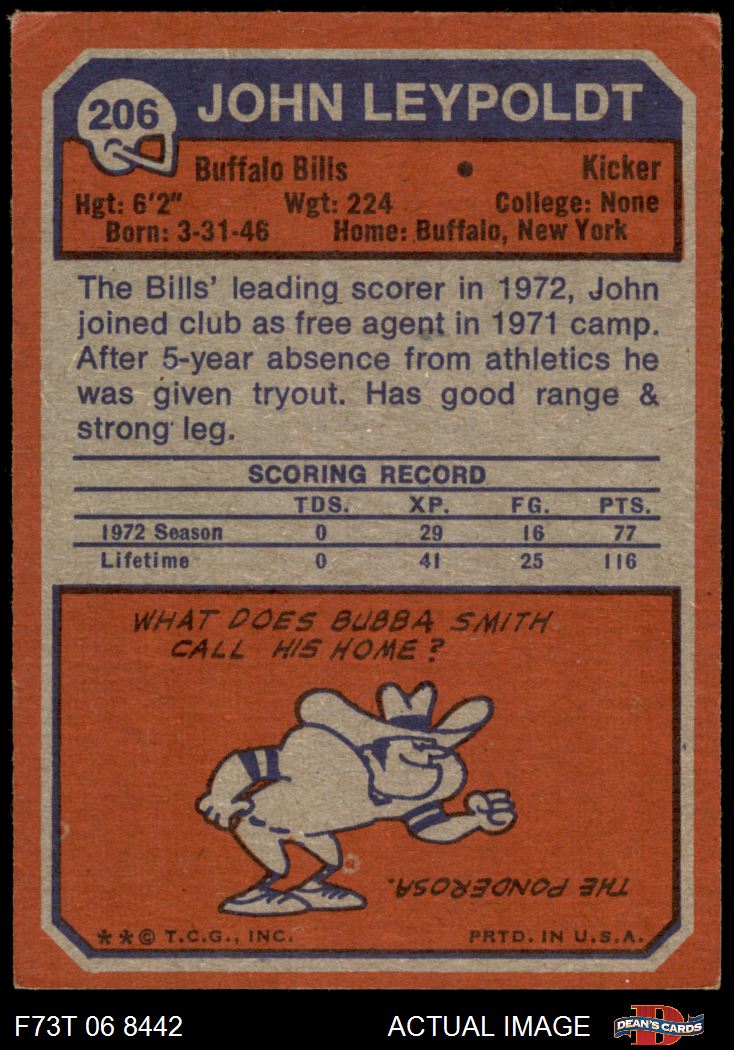 206
JOHN LEYPOLDT
Buffalo Bills • Kicker
Hgt: 6'2" Wgt: 224 College: None
Born: 3-31-46 Home: Buffalo, New York
The Bills' leading scorer in 1972, John
joined club as free agent in 1971 camp.
After 5-year absence from athletics he
was given tryout. Has good range &
strong leg.
SCORING RECORD
TDS. XP. FG. PTS.
1972 Season 0 29 16 77
Lifetime 0 41 25 116
WHAT DOES BUBBA SMITH
CALL HIS HOME?
THE PONDEROSA.
**© T.C.G., INC. PRTD. IN U.S.A.
F73T 06 8442 ACTUAL IMAGE
D
DEAN'S CARDS